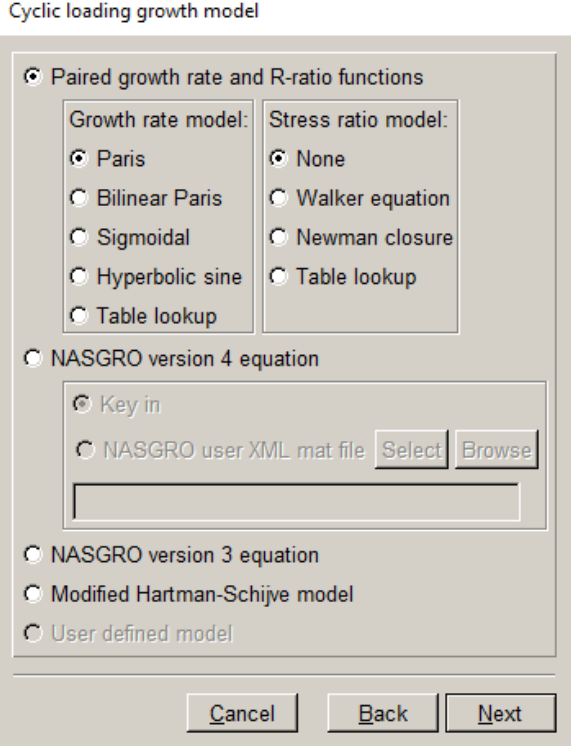 Cyclic loading growth model
Paired growth rate and R-ratio functions
Growth rate model:
Paris
Bilinear Paris
Sigmoidal
Hyperbolic sine
Table lookup
Stress ratio model:
None
Walker equation
Newman closure
Table lookup
NASGRO version 4 equation
Key in
NASGRO user XML mat file Select Browse
NASGRO version 3 equation
Modified Hartman-Schijve model
User defined model
Cancel Back Next